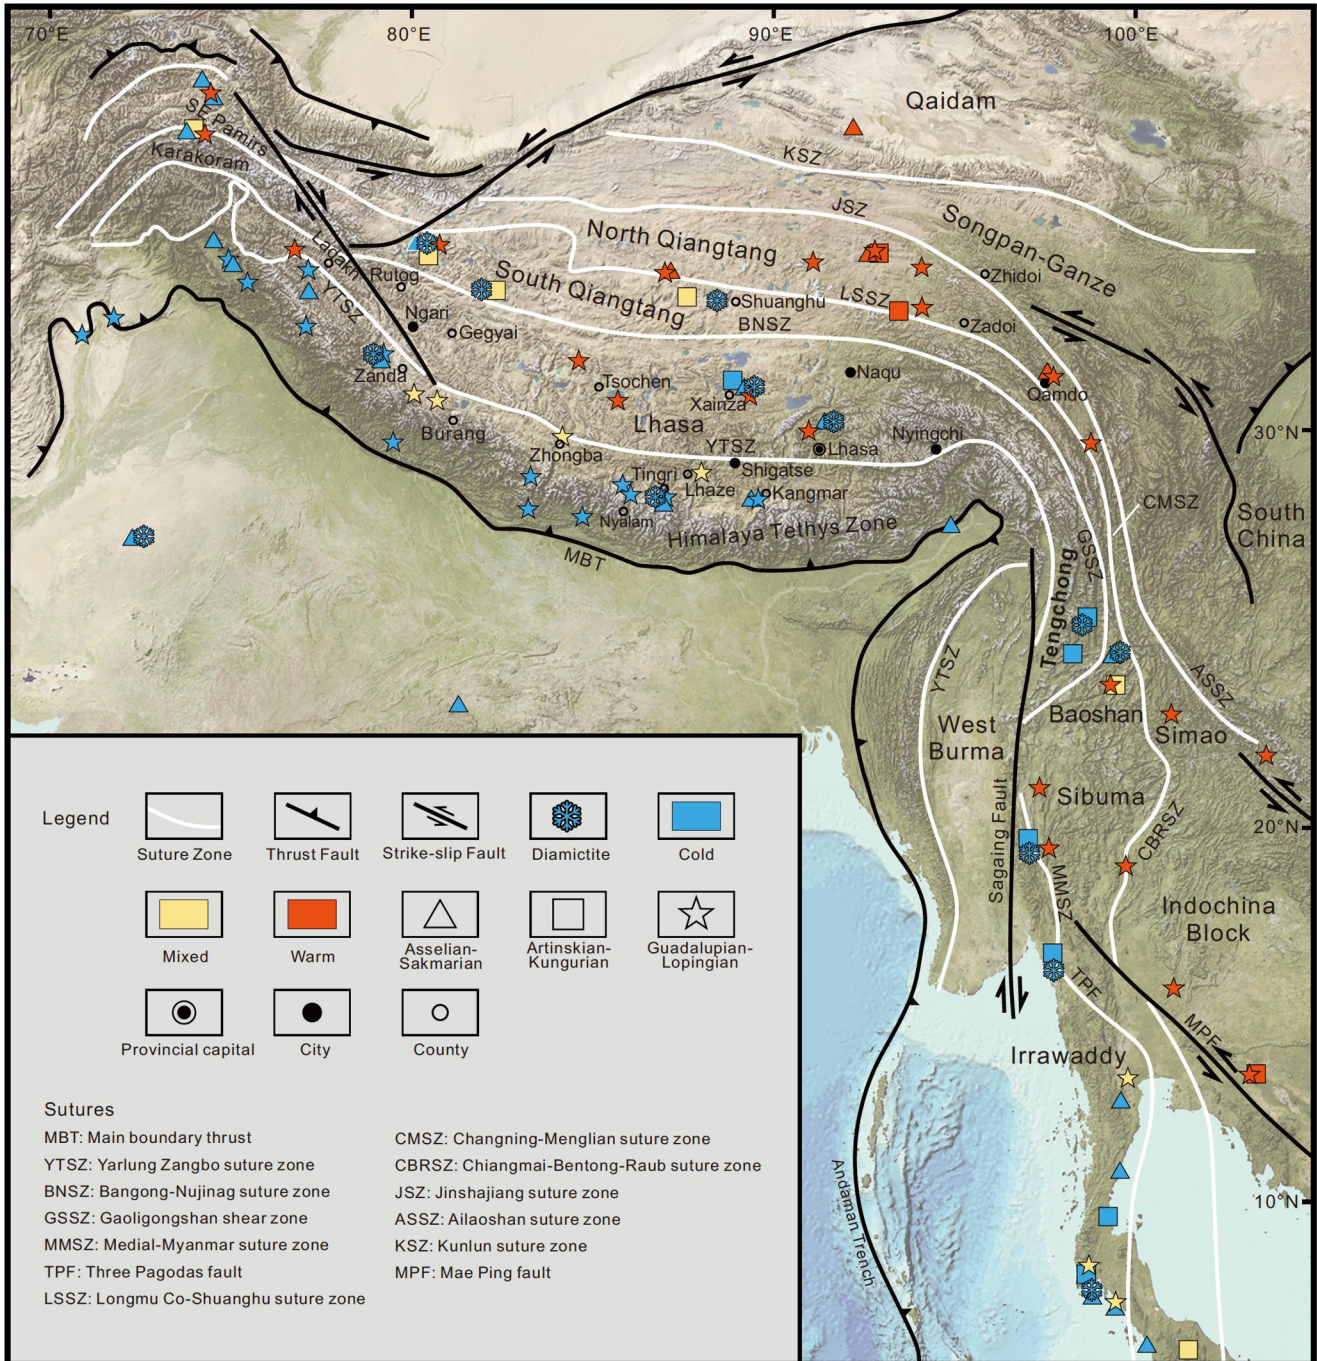 70°E
80°E
90°E
100°E
Qaidam
SE Pamirs
Karakoram
KSZ
JSZ
Songpan-Ganze
North Qiangtang
Ladakh
Rutog
South Qiangtang
Zhidoi
LSSZ
YTSZ
Shuanghu
BNSZ
Ngari
Gegyai
Zadoi
Zanda
Tsochen
Naqu
Qamdo
Xainza
Burang
Lhasa
Nyingchi
30°N
YTSZ
Lhasa
Zhongba
Shigatse
Tingri
Lhaze
Kangmar
CMSZ
Nyalam
Himalaya Tethys Zone
GSSZ
South
China
MBT
Tengchong
YTSZ
ASSZ
Baoshan
West
Burma
Simao
Sibuma
20°N
Sagaing Fault
CBRSZ
MMSZ
Indochina
Block
TPF
MPF
Irrawaddy
Andaman Trench
10°N
Legend
Suture Zone
Thrust Fault
Strike-slip Fault
Diamictite
Cold
Mixed
Warm
Asselian-
Sakmarian
Artinskian-
Kungurian
Guadalupian-
Lopingian
Provincial capital
City
County
Sutures
MBT: Main boundary thrust
YTSZ: Yarlung Zangbo suture zone
BNSZ: Bangong-Nujinag suture zone
GSSZ: Gaoligongshan shear zone
MMSZ: Medial-Myanmar suture zone
TPF: Three Pagodas fault
LSSZ: Longmu Co-Shuanghu suture zone
CMSZ: Changning-Menglian suture zone
CBRSZ: Chiangmai-Bentong-Raub suture zone
JSZ: Jinshajiang suture zone
ASSZ: Ailaoshan suture zone
KSZ: Kunlun suture zone
MPF: Mae Ping fault